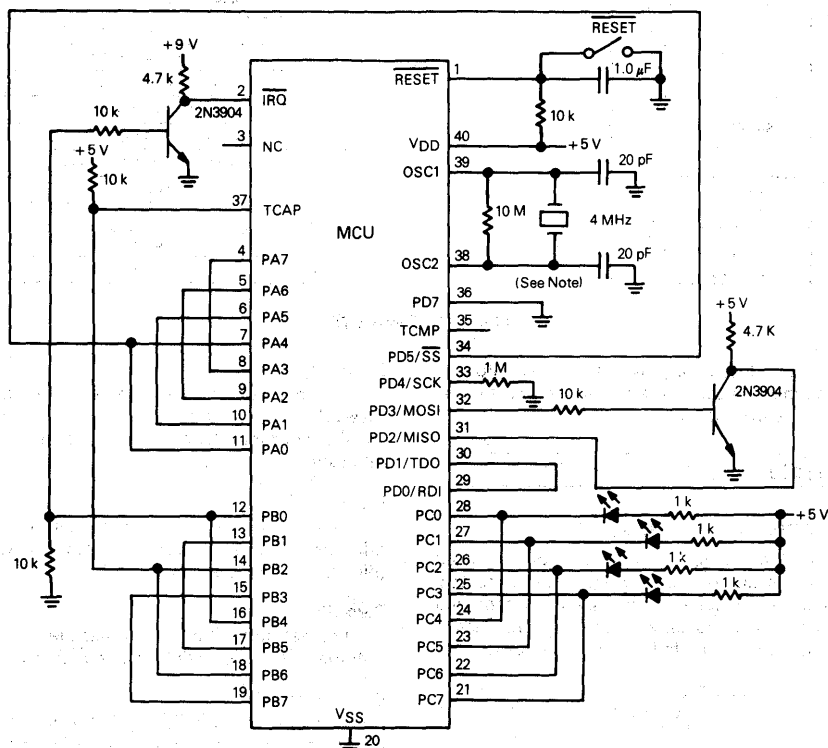 RESET
+9 V
4.7 k
2
IRQ
2N3904
10 k
+5 V
10 k
3
NC
37
TCAP
MCU
4
PA7
5
PA6
6
PA5
7
PA4
8
PA3
9
PA2
10
PA1
11
PA0
12
PB0
13
PB1
14
PB2
15
PB3
16
PB4
17
PB5
18
PB6
19
PB7
10 k
VSS
20
RESET
1
1.0 μF
10 k
VDD
40
+5 V
OSC1
39
20 pF
10 M
4 MHz
OSC2
38
20 pF
(See Note)
PD7
36
TCMP
35
PD5/SS
34
PD4/SCK
33
1 M
PD3/MOSI
32
10 k
+5 V
4.7 K
2N3904
PD2/MISO
31
PD1/TDO
30
PD0/RDI
29
PC0
28
1 k
+5 V
PC1
27
1 k
PC2
26
1 k
PC3
25
1 k
PC4
24
PC5
23
PC6
22
PC7
21